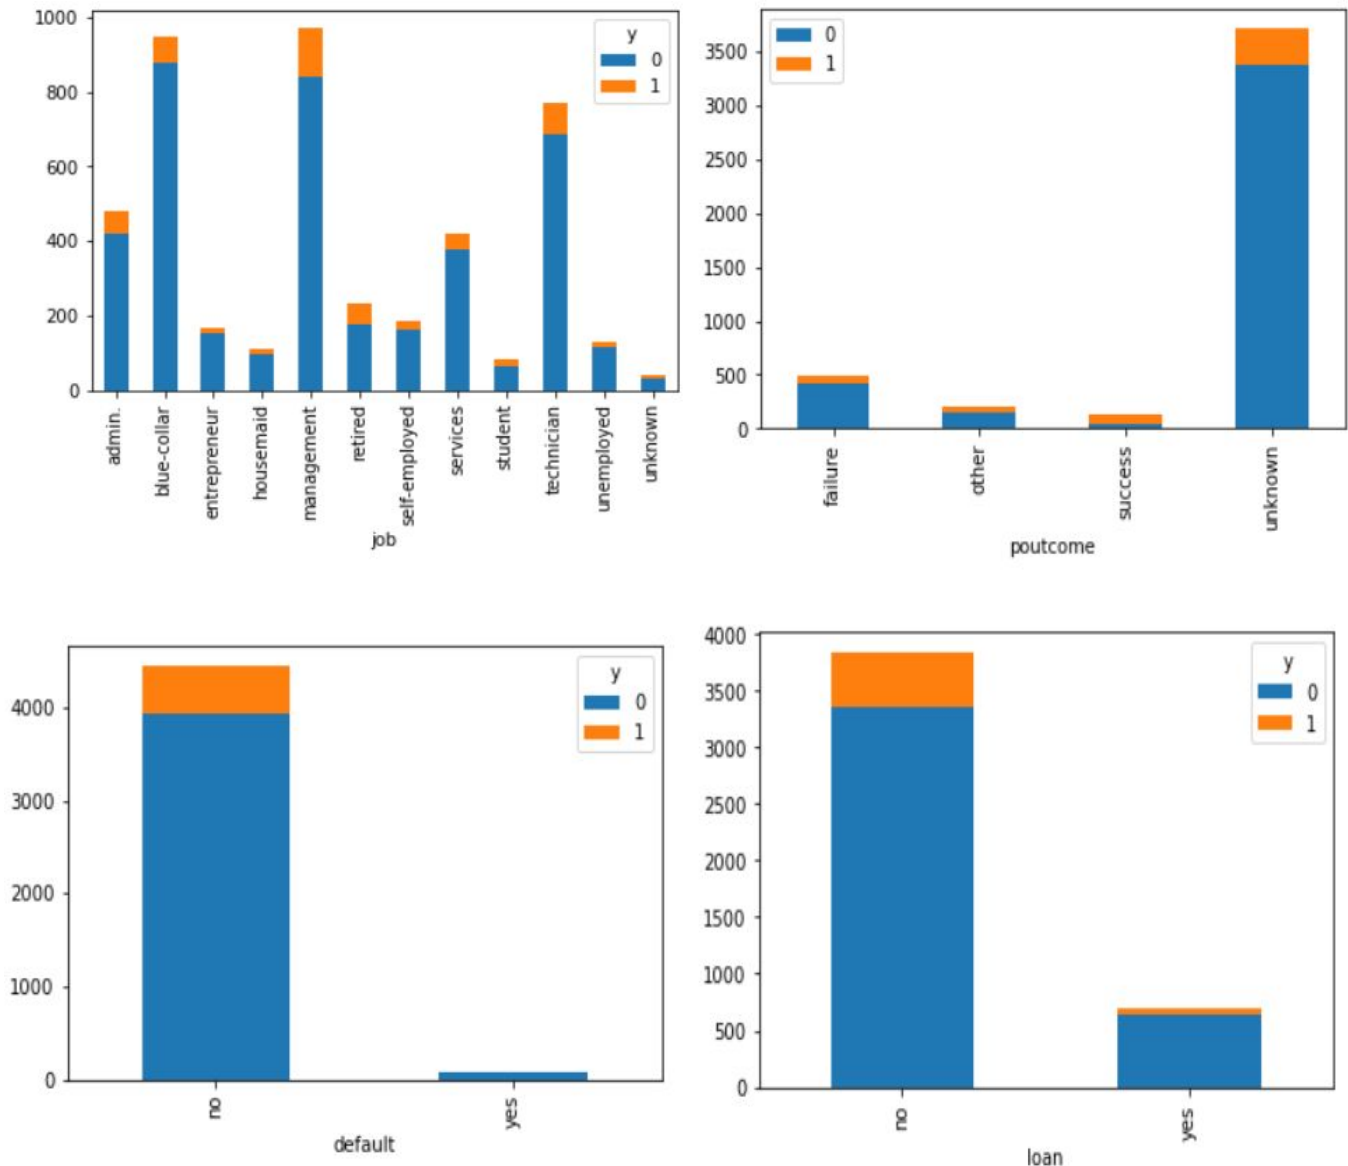 1000
800
600
400
200
0
y
0
1
admin.
blue-collar
entrepreneur
housemaid
management
retired
self-employed
services
student
technician
unemployed
unknown
job
3500
3000
2500
2000
1500
1000
500
0
0
1
failure
other
success
unknown
poutcome
4000
3000
2000
1000
0
y
0
1
no
yes
default
4000
3500
3000
2500
2000
1500
1000
500
0
y
0
1
no
yes
loan